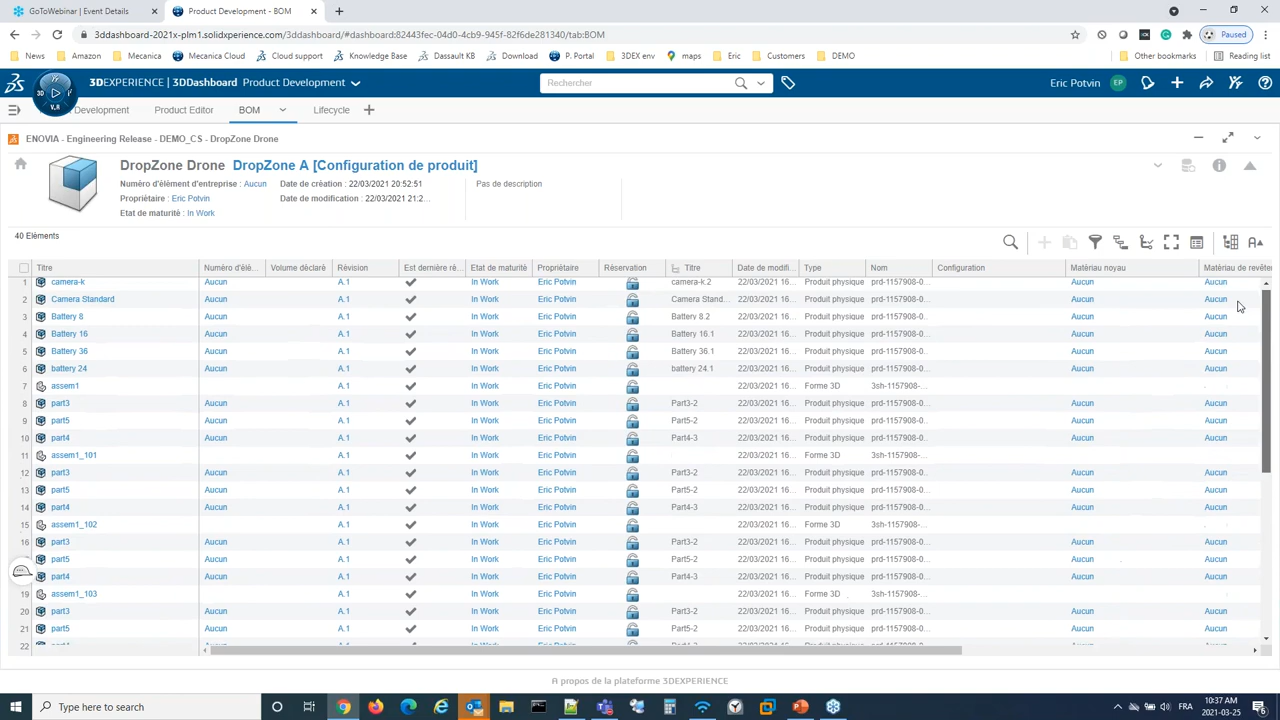 GoToWebinar | Event Details
Product Development - BOM
3ddashboard-2021x-plm1.solidxperience.com/3ddashboard/#dashboard:82443fec-04d0-4cb9-945f-82f6de281340/tab:BOM
Paused
News Amazon Mecanica Mecanica Cloud Cloud support Knowledge Base Dassault KB Download P. Portal 3DEX env maps Eric Customers DEMO Other bookmarks Reading list
3DEXPERIENCE | 3DDashboard Product Development
Rechercher
Eric Potvin EP
3D V.R
Development Product Editor BOM Lifecycle
ENOVIA - Engineering Release - DEMO_CS - DropZone Drone
DropZone Drone DropZone A [Configuration de produit]
Numéro d'élément d'entreprise : Aucun Date de création : 22/03/2021 20:52:51 Pas de description
Propriétaire : Eric Potvin Date de modification : 22/03/2021 21:2...
Etat de maturité : In Work
40 Eléments
Titre Numéro d'élé... Volume déclaré Révision Est dernière ré... Etat de maturité Propriétaire Réservation Titre Date de modifi... Type Nom Configuration Matériau noyau Matériau de revête
1 camera-k Aucun A.1 In Work Eric Potvin camera-k.2 22/03/2021 16... Produit physique prd-1157908-0... Aucun Aucun
2 Camera Standard Aucun A.1 In Work Eric Potvin Camera Stand... 22/03/2021 16... Produit physique prd-1157908-0... Aucun Aucun
3 Battery 8 Aucun A.1 In Work Eric Potvin Battery 8.2 22/03/2021 16... Produit physique prd-1157908-0... Aucun Aucun
4 Battery 16 Aucun A.1 In Work Eric Potvin Battery 16.1 22/03/2021 16... Produit physique prd-1157908-0... Aucun Aucun
5 Battery 36 Aucun A.1 In Work Eric Potvin Battery 36.1 22/03/2021 16... Produit physique prd-1157908-0... Aucun Aucun
6 battery 24 Aucun A.1 In Work Eric Potvin battery 24.1 22/03/2021 16... Produit physique prd-1157908-0... Aucun Aucun
7 assem1 A.1 In Work Eric Potvin 22/03/2021 16... Forme 3D 3sh-1157908-...
8 part3 Aucun A.1 In Work Eric Potvin Part3-2 22/03/2021 16... Produit physique prd-1157908-0... Aucun Aucun
9 part5 Aucun A.1 In Work Eric Potvin Part5-2 22/03/2021 16... Produit physique prd-1157908-0... Aucun Aucun
10 part4 Aucun A.1 In Work Eric Potvin Part4-3 22/03/2021 16... Produit physique prd-1157908-0... Aucun Aucun
11 assem1_101 A.1 In Work Eric Potvin 22/03/2021 16... Forme 3D 3sh-1157908-...
12 part3 Aucun A.1 In Work Eric Potvin Part3-2 22/03/2021 16... Produit physique prd-1157908-0... Aucun Aucun
13 part5 Aucun A.1 In Work Eric Potvin Part5-2 22/03/2021 16... Produit physique prd-1157908-0... Aucun Aucun
14 part4 Aucun A.1 In Work Eric Potvin Part4-3 22/03/2021 16... Produit physique prd-1157908-0... Aucun Aucun
15 assem1_102 A.1 In Work Eric Potvin 22/03/2021 16... Forme 3D 3sh-1157908-...
16 part3 Aucun A.1 In Work Eric Potvin Part3-2 22/03/2021 16... Produit physique prd-1157908-0... Aucun Aucun
17 part5 Aucun A.1 In Work Eric Potvin Part5-2 22/03/2021 16... Produit physique prd-1157908-0... Aucun Aucun
18 part4 Aucun A.1 In Work Eric Potvin Part4-3 22/03/2021 16... Produit physique prd-1157908-0... Aucun Aucun
19 assem1_103 A.1 In Work Eric Potvin 22/03/2021 16... Forme 3D 3sh-1157908-...
20 part3 Aucun A.1 In Work Eric Potvin Part3-2 22/03/2021 16... Produit physique prd-1157908-0... Aucun Aucun
21 part5 Aucun A.1 In Work Eric Potvin Part5-2 22/03/2021 16... Produit physique prd-1157908-0... Aucun Aucun
22
A propos de la plateforme 3DEXPERIENCE
Type here to search
FRA
10:37 AM
2021-03-25